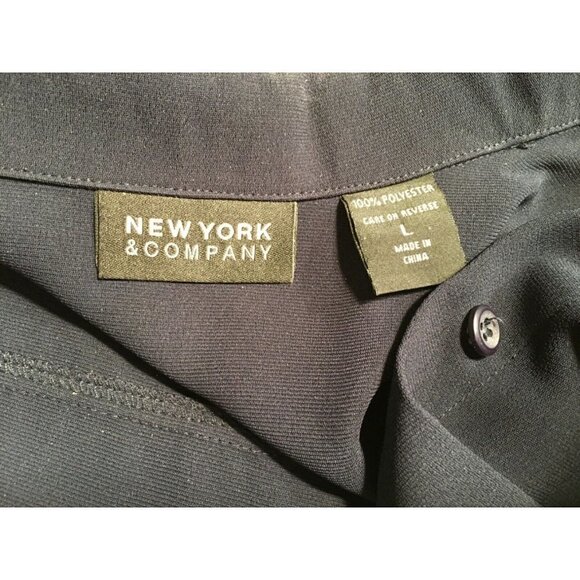 NEW YORK
& COMPANY
100% POLYESTER
CARE ON REVERSE
L
MADE IN
CHINA